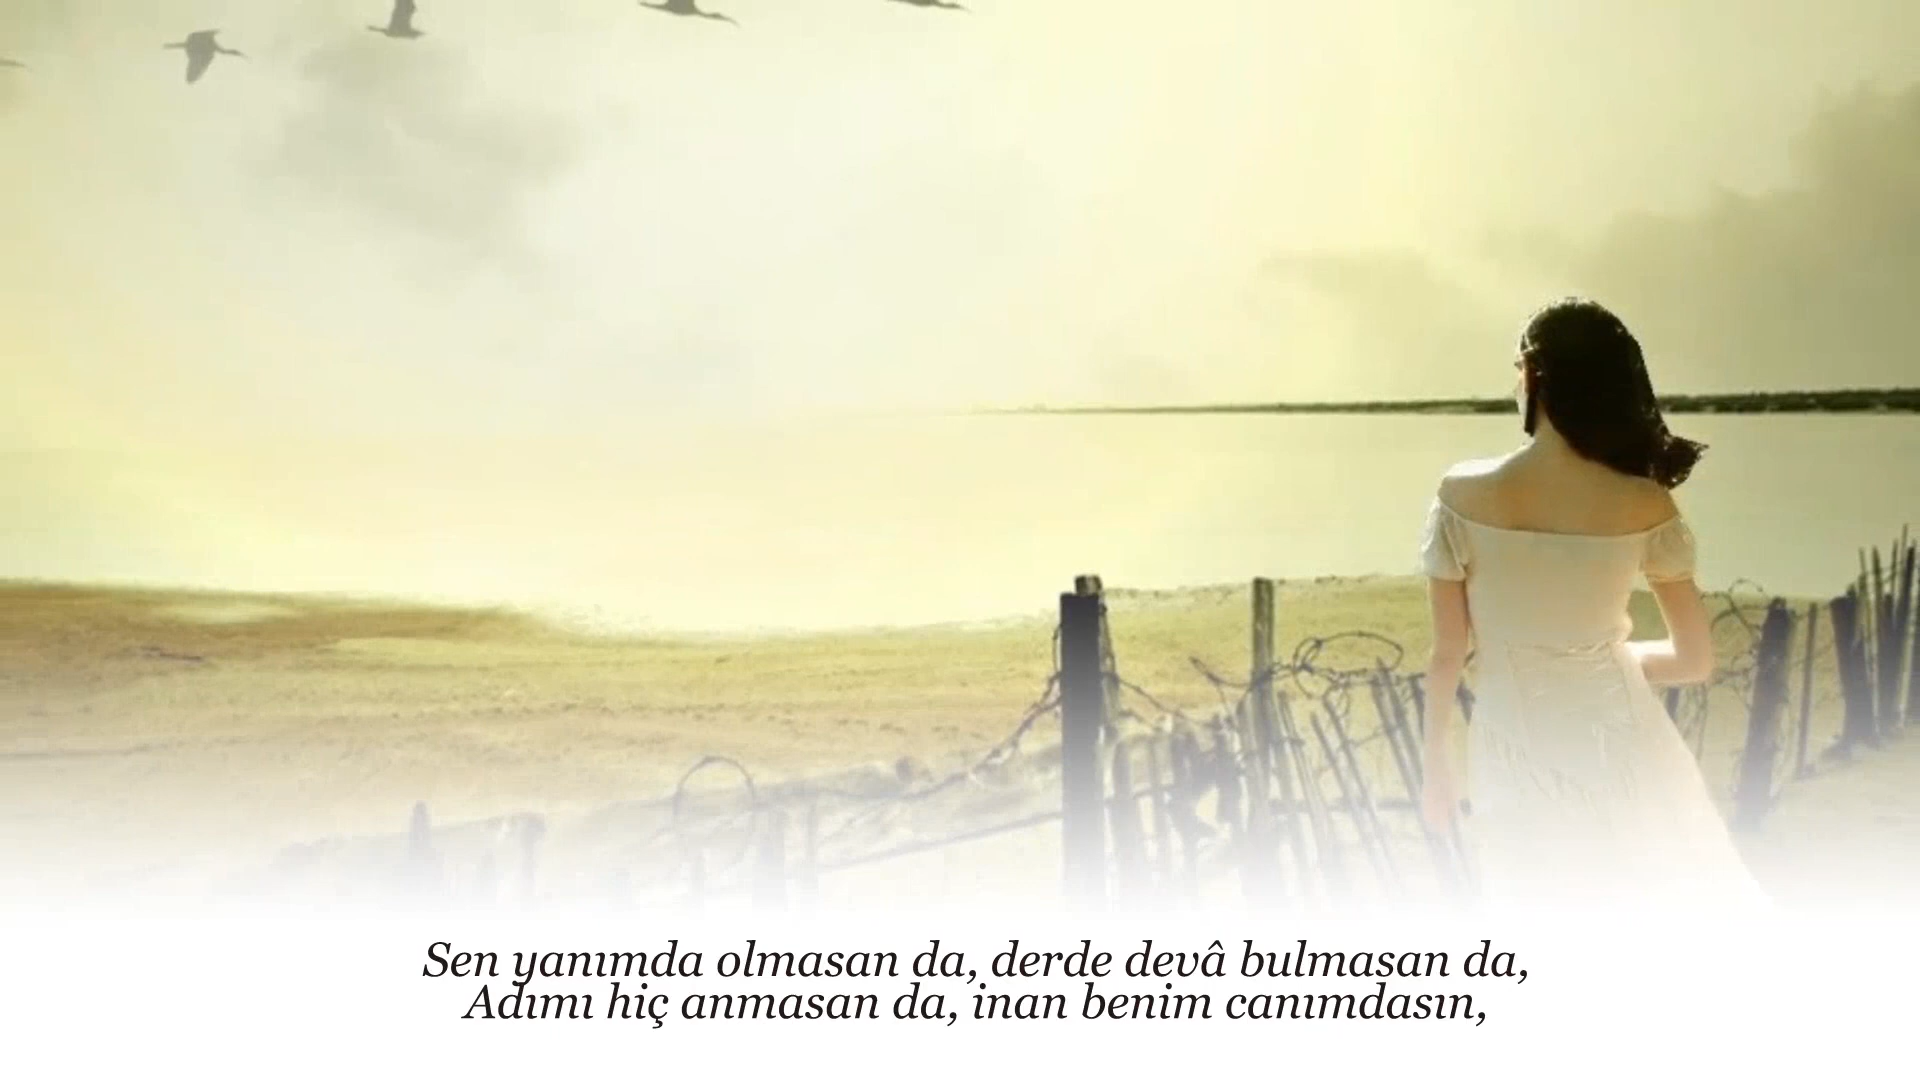 Sen yanımda olmasan da, derde devâ bulmasan da,
Adımı hiç anmasan da, inan benim canımdasın,